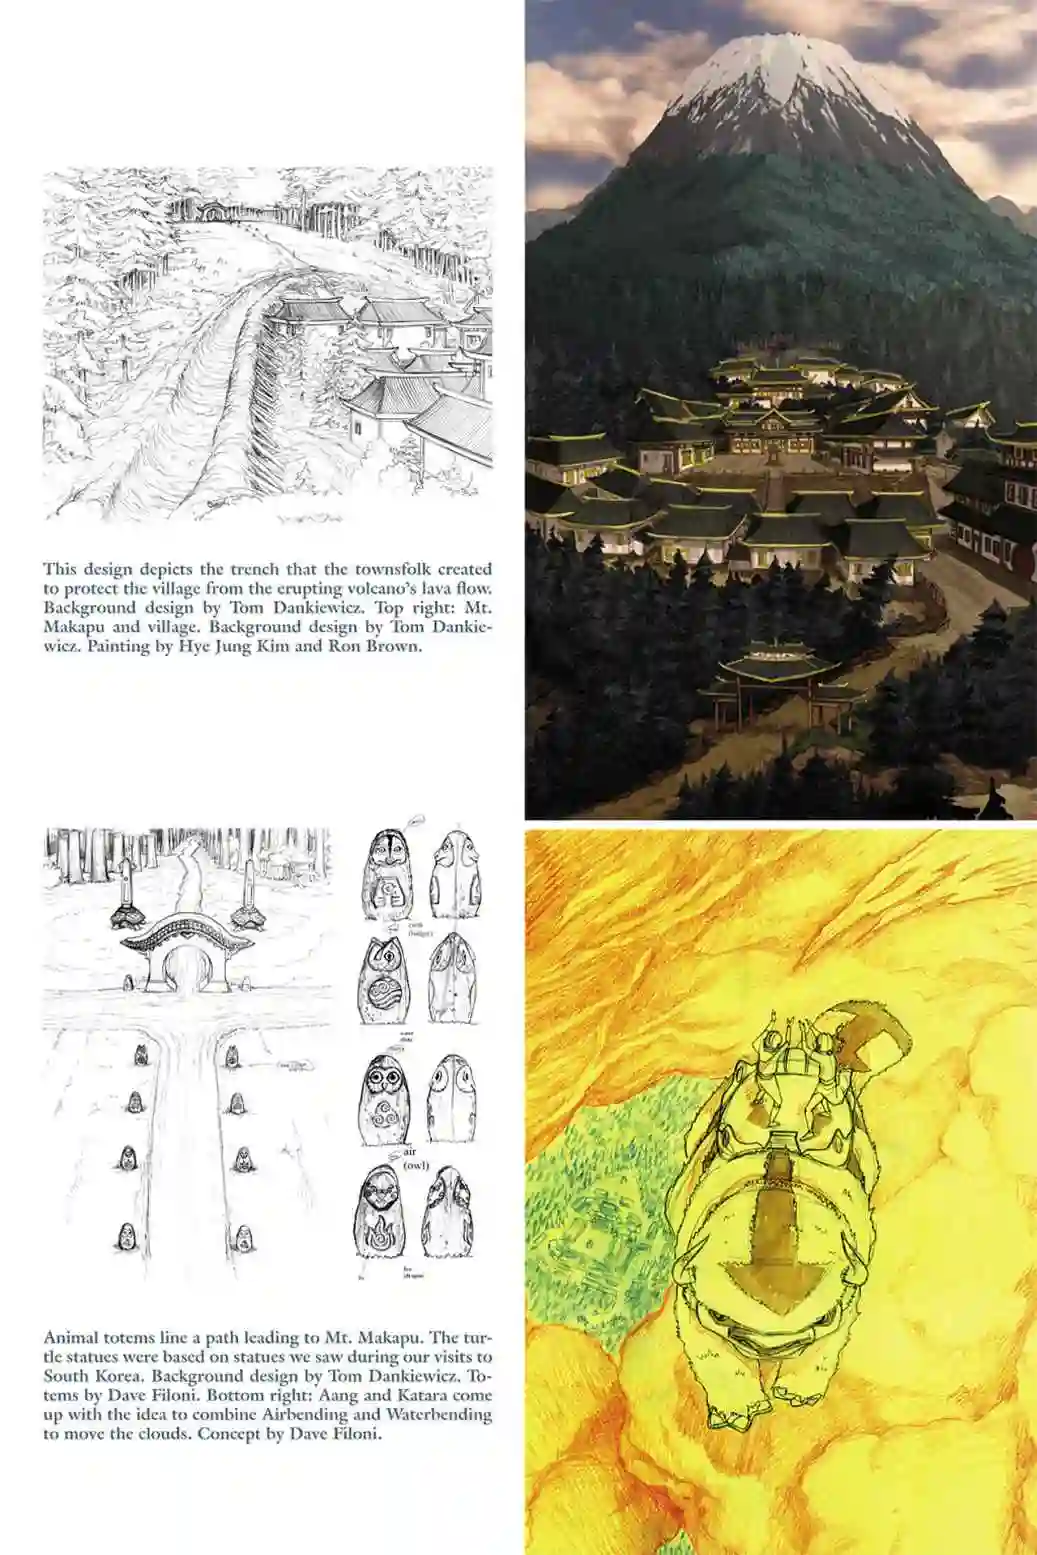 This design depicts the trench that the townsfolk created
to protect the village from the erupting volcano's lava flow.
Background design by Tom Dankiewicz. Top right: Mt.
Makapu and village. Background design by Tom Dankie-
wicz. Painting by Hye Jung Kim and Ron Brown.
earth
(badger)
water
air
(owl)
fire
Animal totems line a path leading to Mt. Makapu. The tur-
tle statues were based on statues we saw during our visits to
South Korea. Background design by Tom Dankiewicz. To-
tems by Dave Filoni. Bottom right: Aang and Katara come
up with the idea to combine Airbending and Waterbending
to move the clouds. Concept by Dave Filoni.